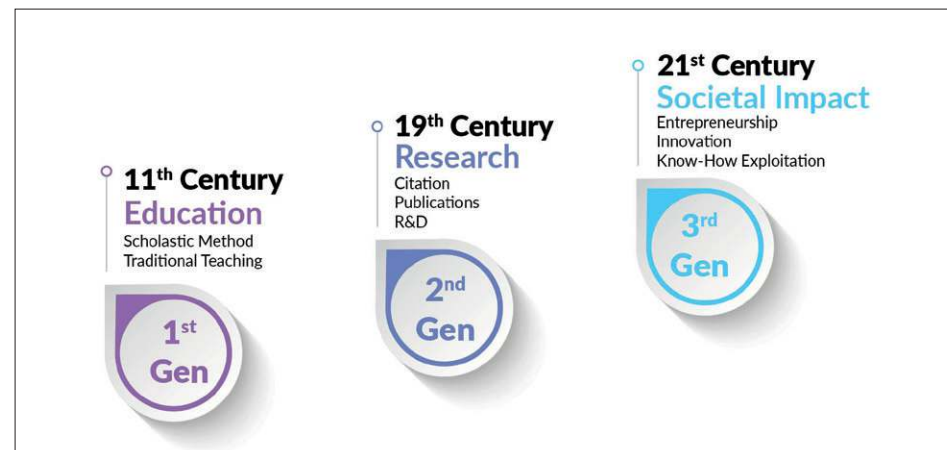 11th Century
Education
Scholastic Method
Traditional Teaching
1st
Gen
19th Century
Research
Citation
Publications
R&D
2nd
Gen
21st Century
Societal Impact
Entrepreneurship
Innovation
Know-How Exploitation
3rd
Gen